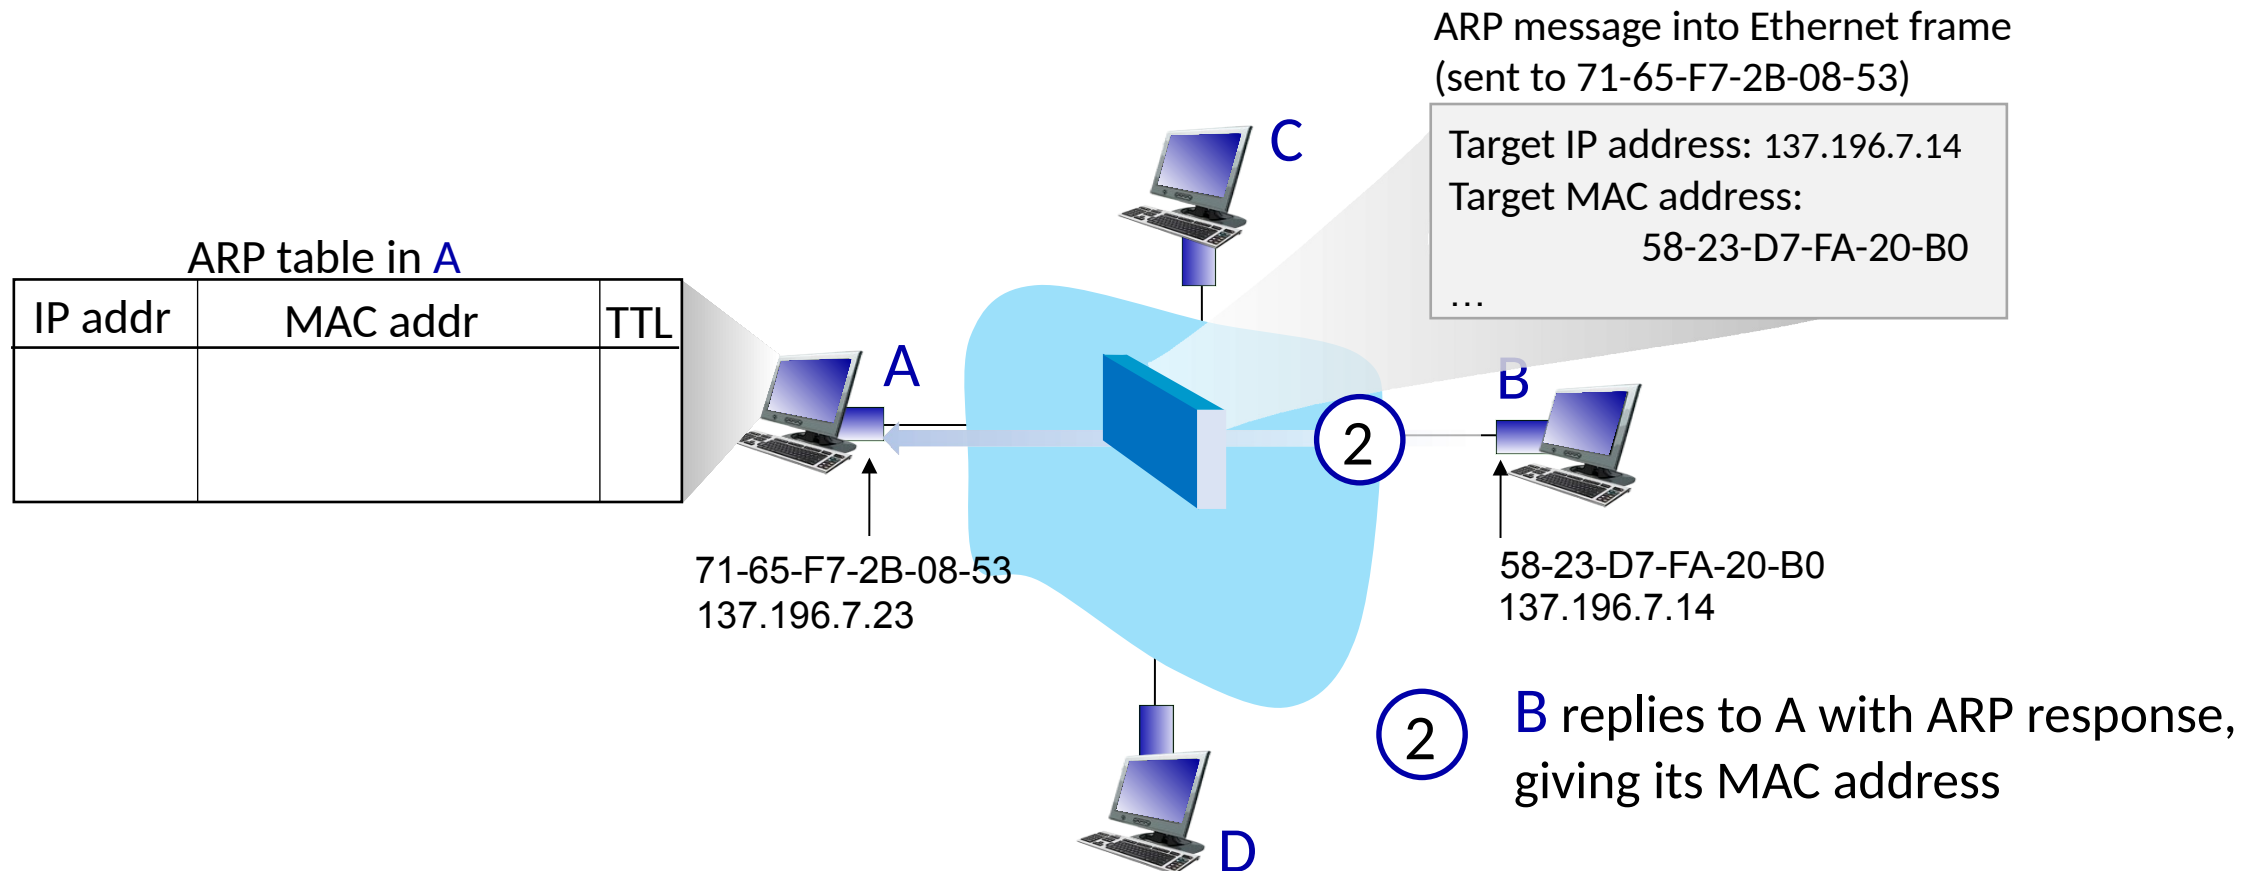 ARP message into Ethernet frame
(sent to 71-65-F7-2B-08-53)
Target IP address: 137.196.7.14
Target MAC address:
58-23-D7-FA-20-B0
…
C
ARP table in A
IP addr MAC addr TTL
A
B
2
71-65-F7-2B-08-53
137.196.7.23
58-23-D7-FA-20-B0
137.196.7.14
2 B replies to A with ARP response,
giving its MAC address
D